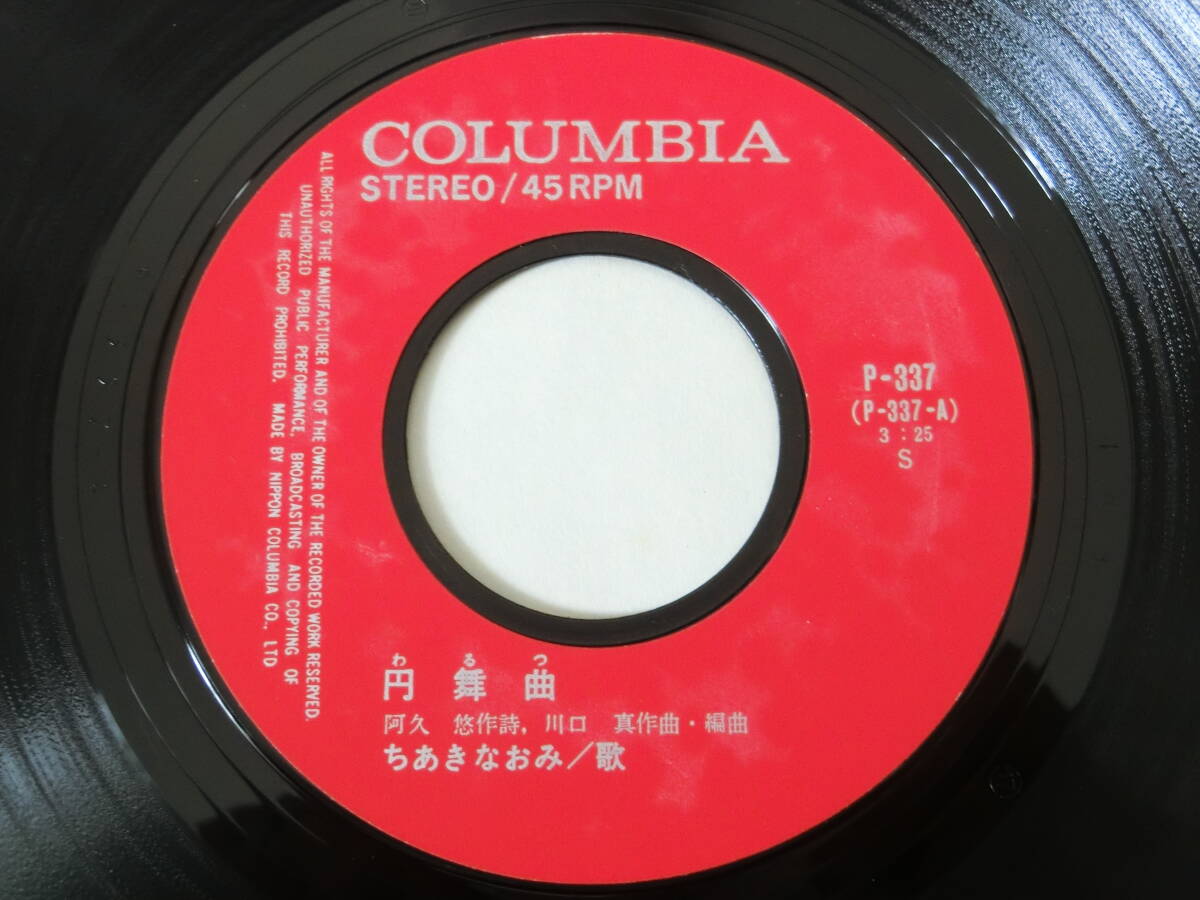 COLUMBIA
STEREO/45 RPM
ALL RIGHTS OF THE MANUFACTURER AND OF THE OWNER OF THE RECORDED WORK RESERVED.
UNAUTHORIZED PUBLIC PERFORMANCE, BROADCASTING AND COPYING OF
THIS RECORD PROHIBITED. MADE BY NIPPON COLUMBIA CO., LTD
P-337
(P-337-A)
3:25
S
わるつ
円舞曲
阿久 悠作詩, 川口 真作曲・編曲
ちあきなおみ/歌